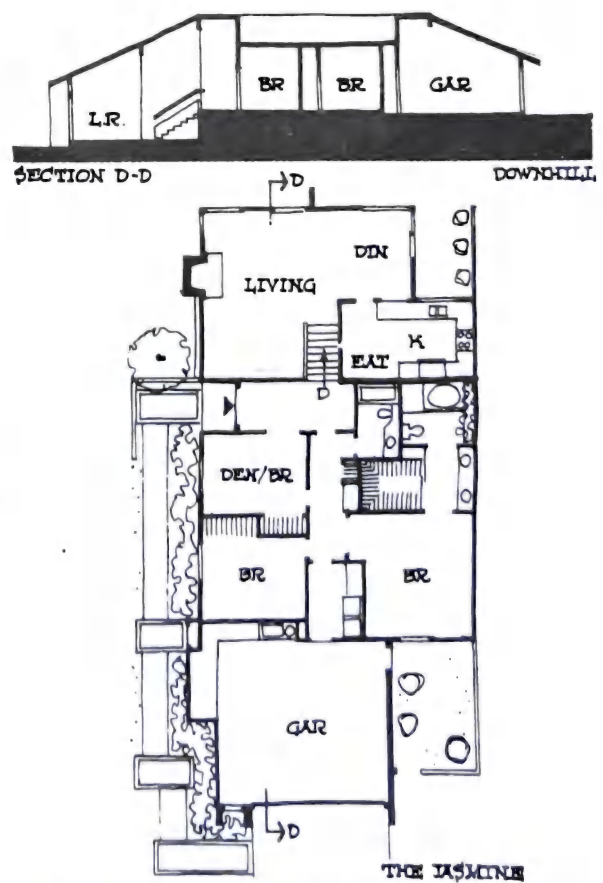 BR BR GAR
L.R.
SECTION D-D DOWNHILL
D
DIN
LIVING
K
EAT
D
DEN/BR
BR BR
GAR
D
THE JASMINE